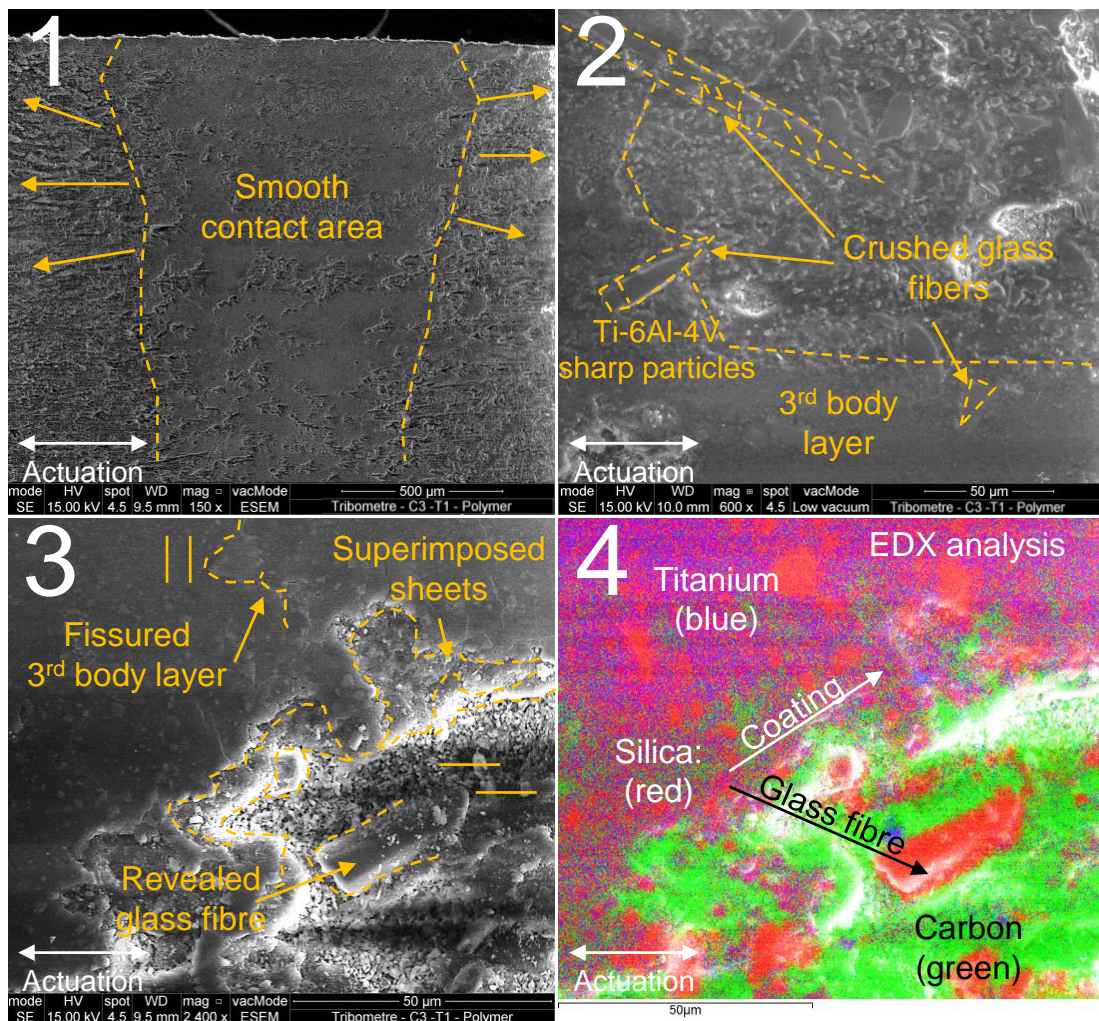 1
Smooth
contact area
Actuation
mode HV spot WD mag □ vacMode 500 µm
SE 15.00 kV 4.5 9.5 mm 150 x ESEM Tribometre - C3 -T1 - Polymer
2
Crushed glass
fibers
Ti-6Al-4V
sharp particles
3rd body
layer
Actuation
mode HV WD mag spot vacMode 50 µm
SE 15.00 kV 10.0 mm 600 x 4.5 Low vacuum Tribometre - C3 -T1 - Polymer
3
Superimposed
sheets
Fissured
3rd body layer
Revealed
glass fibre
Actuation
mode HV spot WD mag □ vacMode 50 µm
SE 15.00 kV 4.5 9.5 mm 2 400 x ESEM Tribometre - C3 -T1 - Polymer
4
EDX analysis
Titanium
(blue)
Coating
Silica:
(red)
Glass fibre
Carbon
(green)
Actuation
50µm